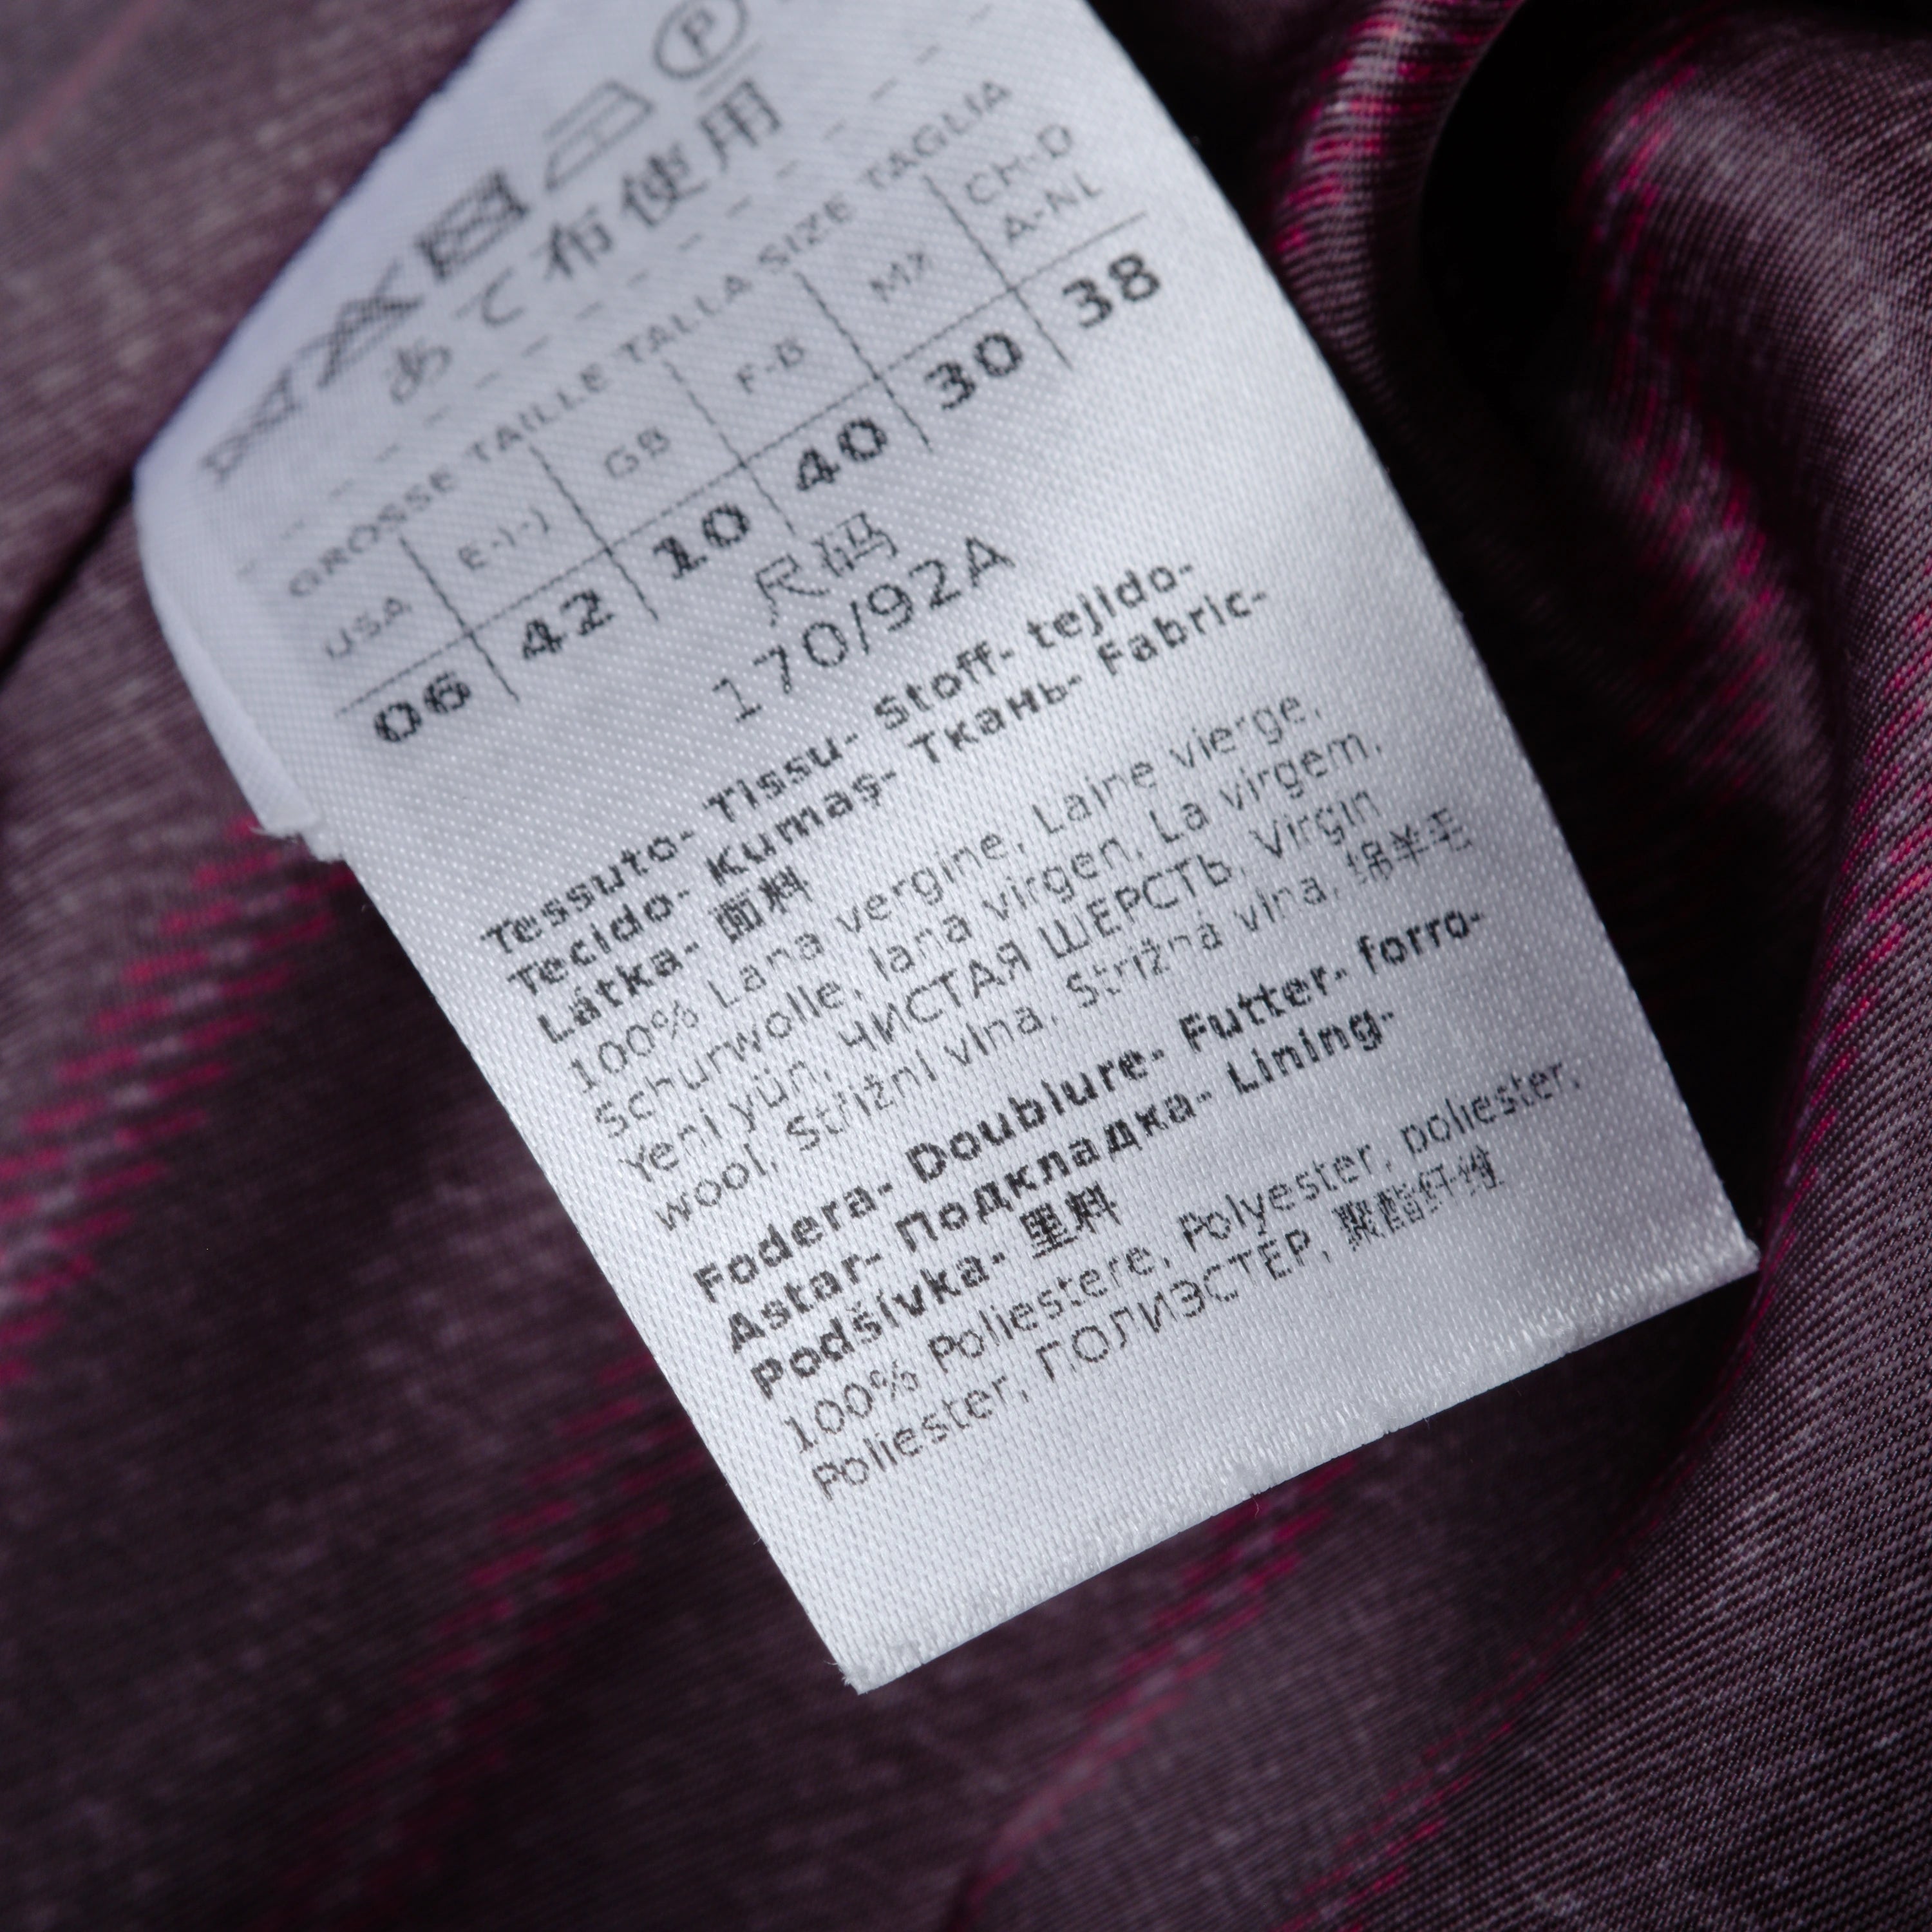 P
あて布使用
GRÖSSE TAILLE TALLA SIZE TAGLIA
USA E-I-J GB F-B MX CH-D A-NL
06 42 10 40 30 38
尺码
170/92A
Tessuto- Tissu- Stoff- tejido-
Tecido- Kumaş- Ткань- Fabric-
Látka- 面料
100% Lana vergine, Laine vierge,
Schurwolle, lana virgen, La virgem,
Yeni yün, ЧИСТАЯ ШЕРСТЬ, Virgin
wool, Střižní vlna, Strižná vlna, 绵羊毛
Fodera- Doublure- Futter- forro-
Astar- Подкладка- Lining-
Podšívka- 里料
100% Poliestere, Polyester, poliester,
Poliester, ПОЛИЭСТЕР, 聚酯纤维